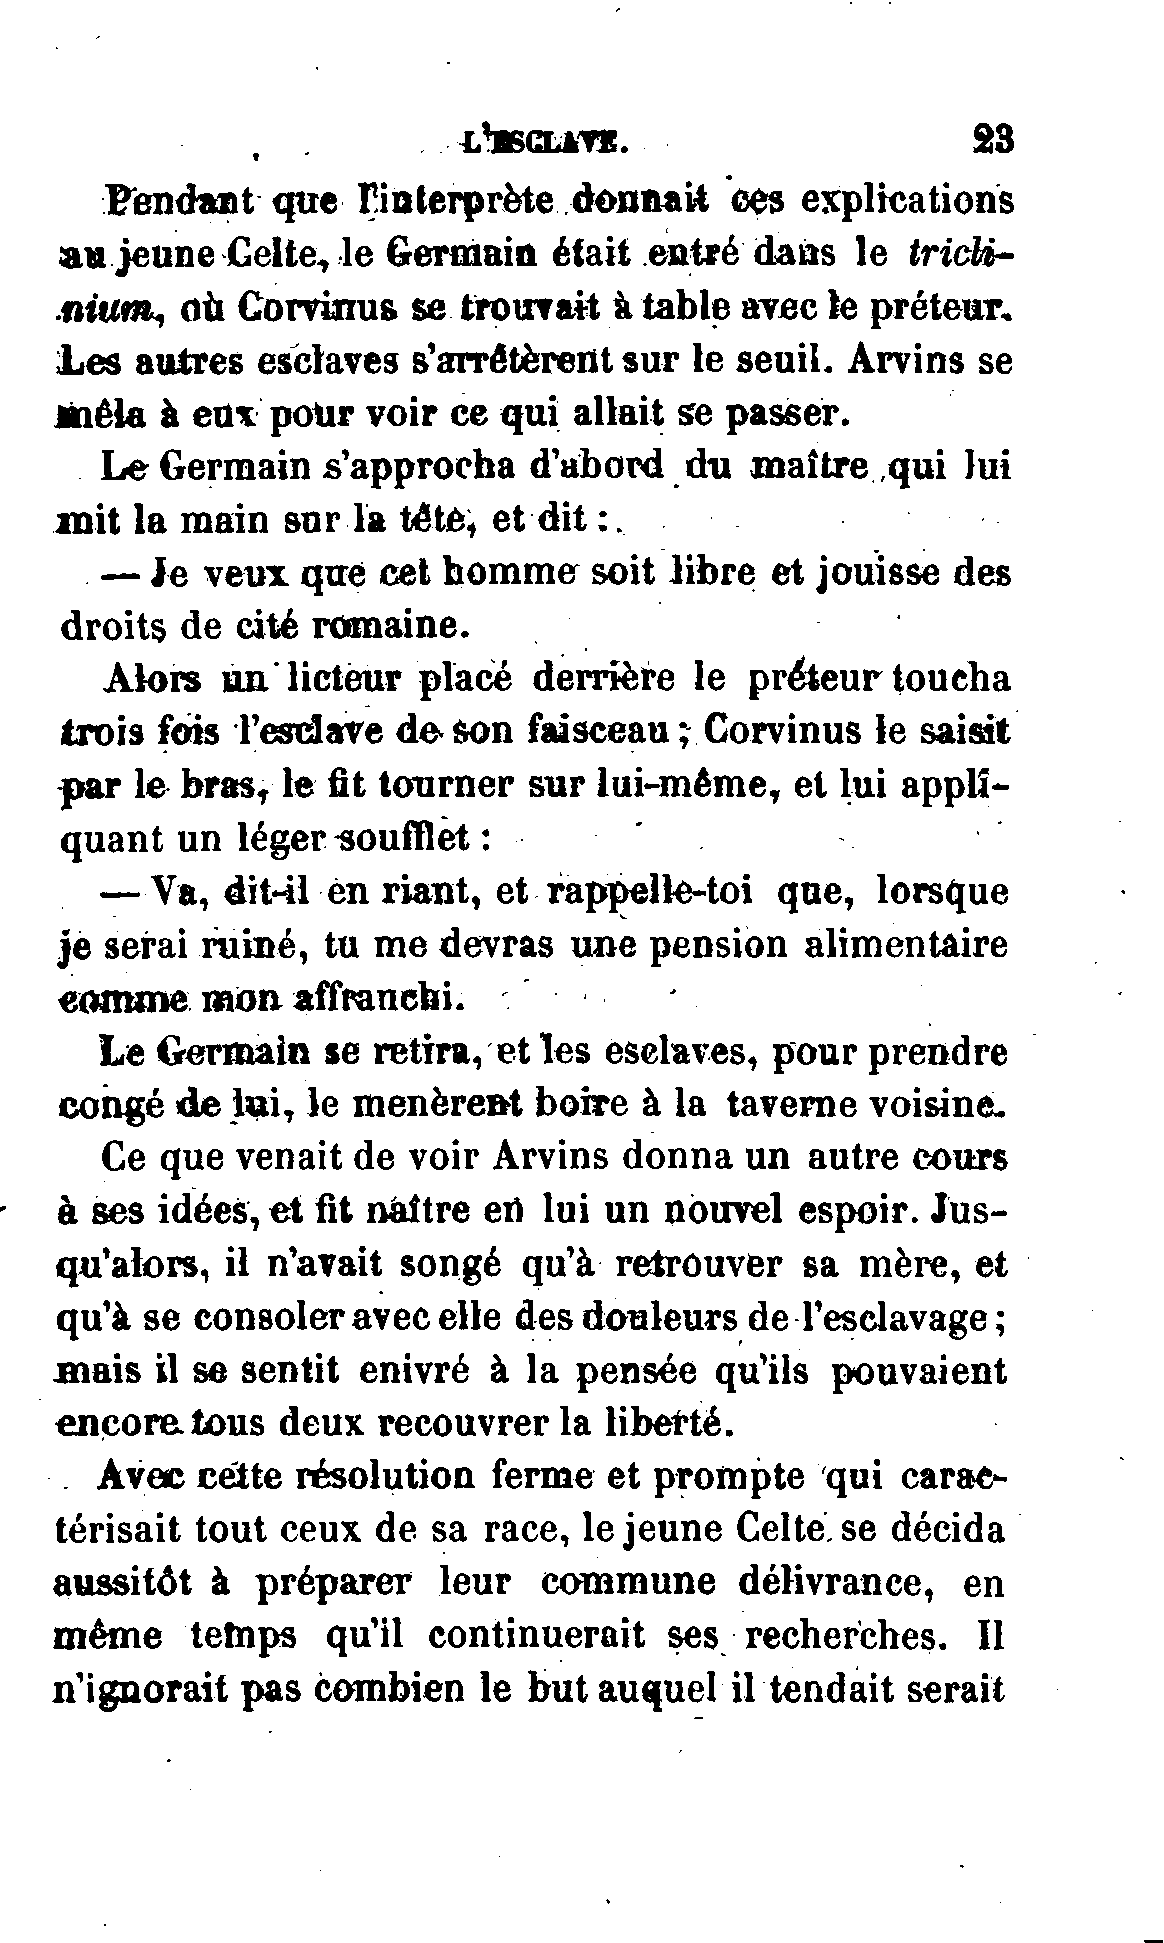 L'ESCLAVE. 23
Pendant que l'interprète donnait ces explications
au jeune Celte, le Germain était entré dans le tricli-
nium, où Corvinus se trouvait à table avec le préteur.
Les autres esclaves s'arrêtèrent sur le seuil. Arvins se
mêla à eux pour voir ce qui allait se passer.
Le Germain s'approcha d'abord du maître, qui lui
mit la main sur la tête, et dit :
— Je veux que cet homme soit libre et jouisse des
droits de cité romaine.
Alors un licteur placé derrière le préteur toucha
trois fois l'esclave de son faisceau ; Corvinus le saisit
par le bras, le fit tourner sur lui-même, et lui appli-
quant un léger soufflet :
— Va, dit-il en riant, et rappelle-toi que, lorsque
je serai ruiné, tu me devras une pension alimentaire
comme mon affranchi.
Le Germain se retira, et les esclaves, pour prendre
congé de lui, le menèrent boire à la taverne voisine.
Ce que venait de voir Arvins donna un autre cours
à ses idées, et fit naître en lui un nouvel espoir. Jus-
qu'alors, il n'avait songé qu'à retrouver sa mère, et
qu'à se consoler avec elle des douleurs de l'esclavage ;
mais il se sentit enivré à la pensée qu'ils pouvaient
encore tous deux recouvrer la liberté.
Avec cette résolution ferme et prompte qui carac-
térisait tout ceux de sa race, le jeune Celte se décida
aussitôt à préparer leur commune délivrance, en
même temps qu'il continuerait ses recherches. Il
n'ignorait pas combien le but auquel il tendait serait